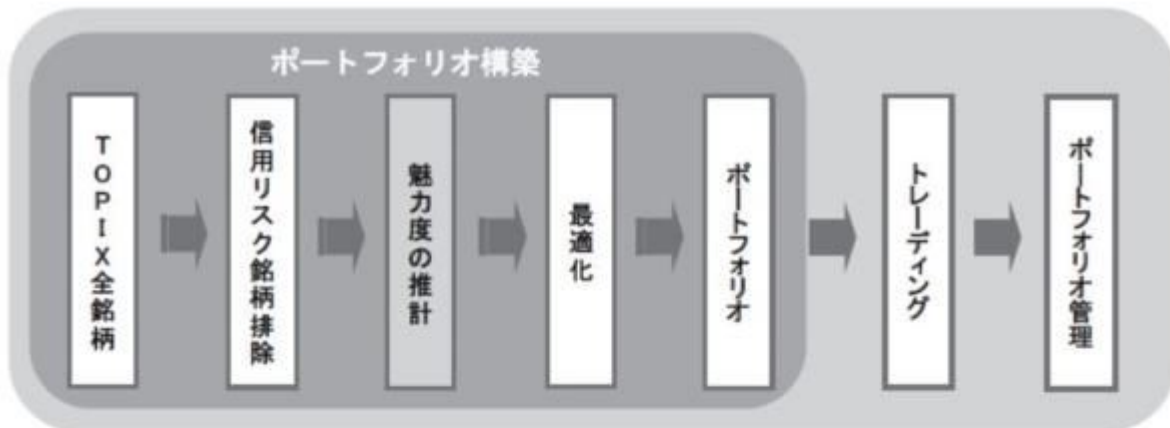 ポートフォリオ構築
TOPIX全銘柄
信用リスク銘柄排除
魅力度の推計
最適化
ポートフォリオ
トレーディング
ポートフォリオ管理